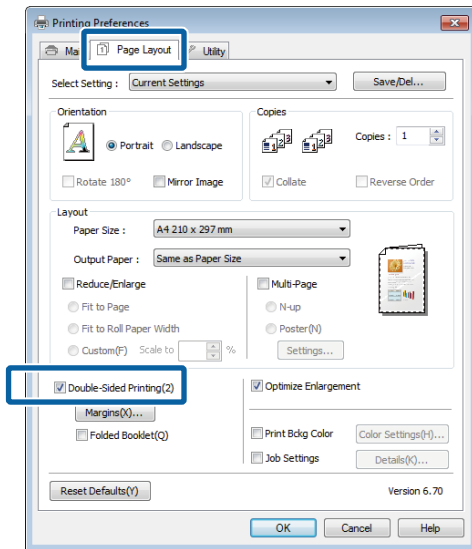 Printing Preferences
Ma Page Layout Utility
Select Setting : Current Settings Save/Del...
Orientation Copies
Portrait Landscape Copies : 1
Rotate 180° Mirror Image Collate Reverse Order
Layout
Paper Size : A4 210 x 297 mm
Output Paper : Same as Paper Size
Reduce/Enlarge Multi-Page
Fit to Page N-up
Fit to Roll Paper Width Poster(N)
Custom(F) Scale to % Settings...
Double-Sided Printing(2) Optimize Enlargement
Margins(X)...
Folded Booklet(Q) Print Bckg Color Color Settings(H)...
Job Settings Details(K)...
Reset Defaults(Y) Version 6.70
OK Cancel Help